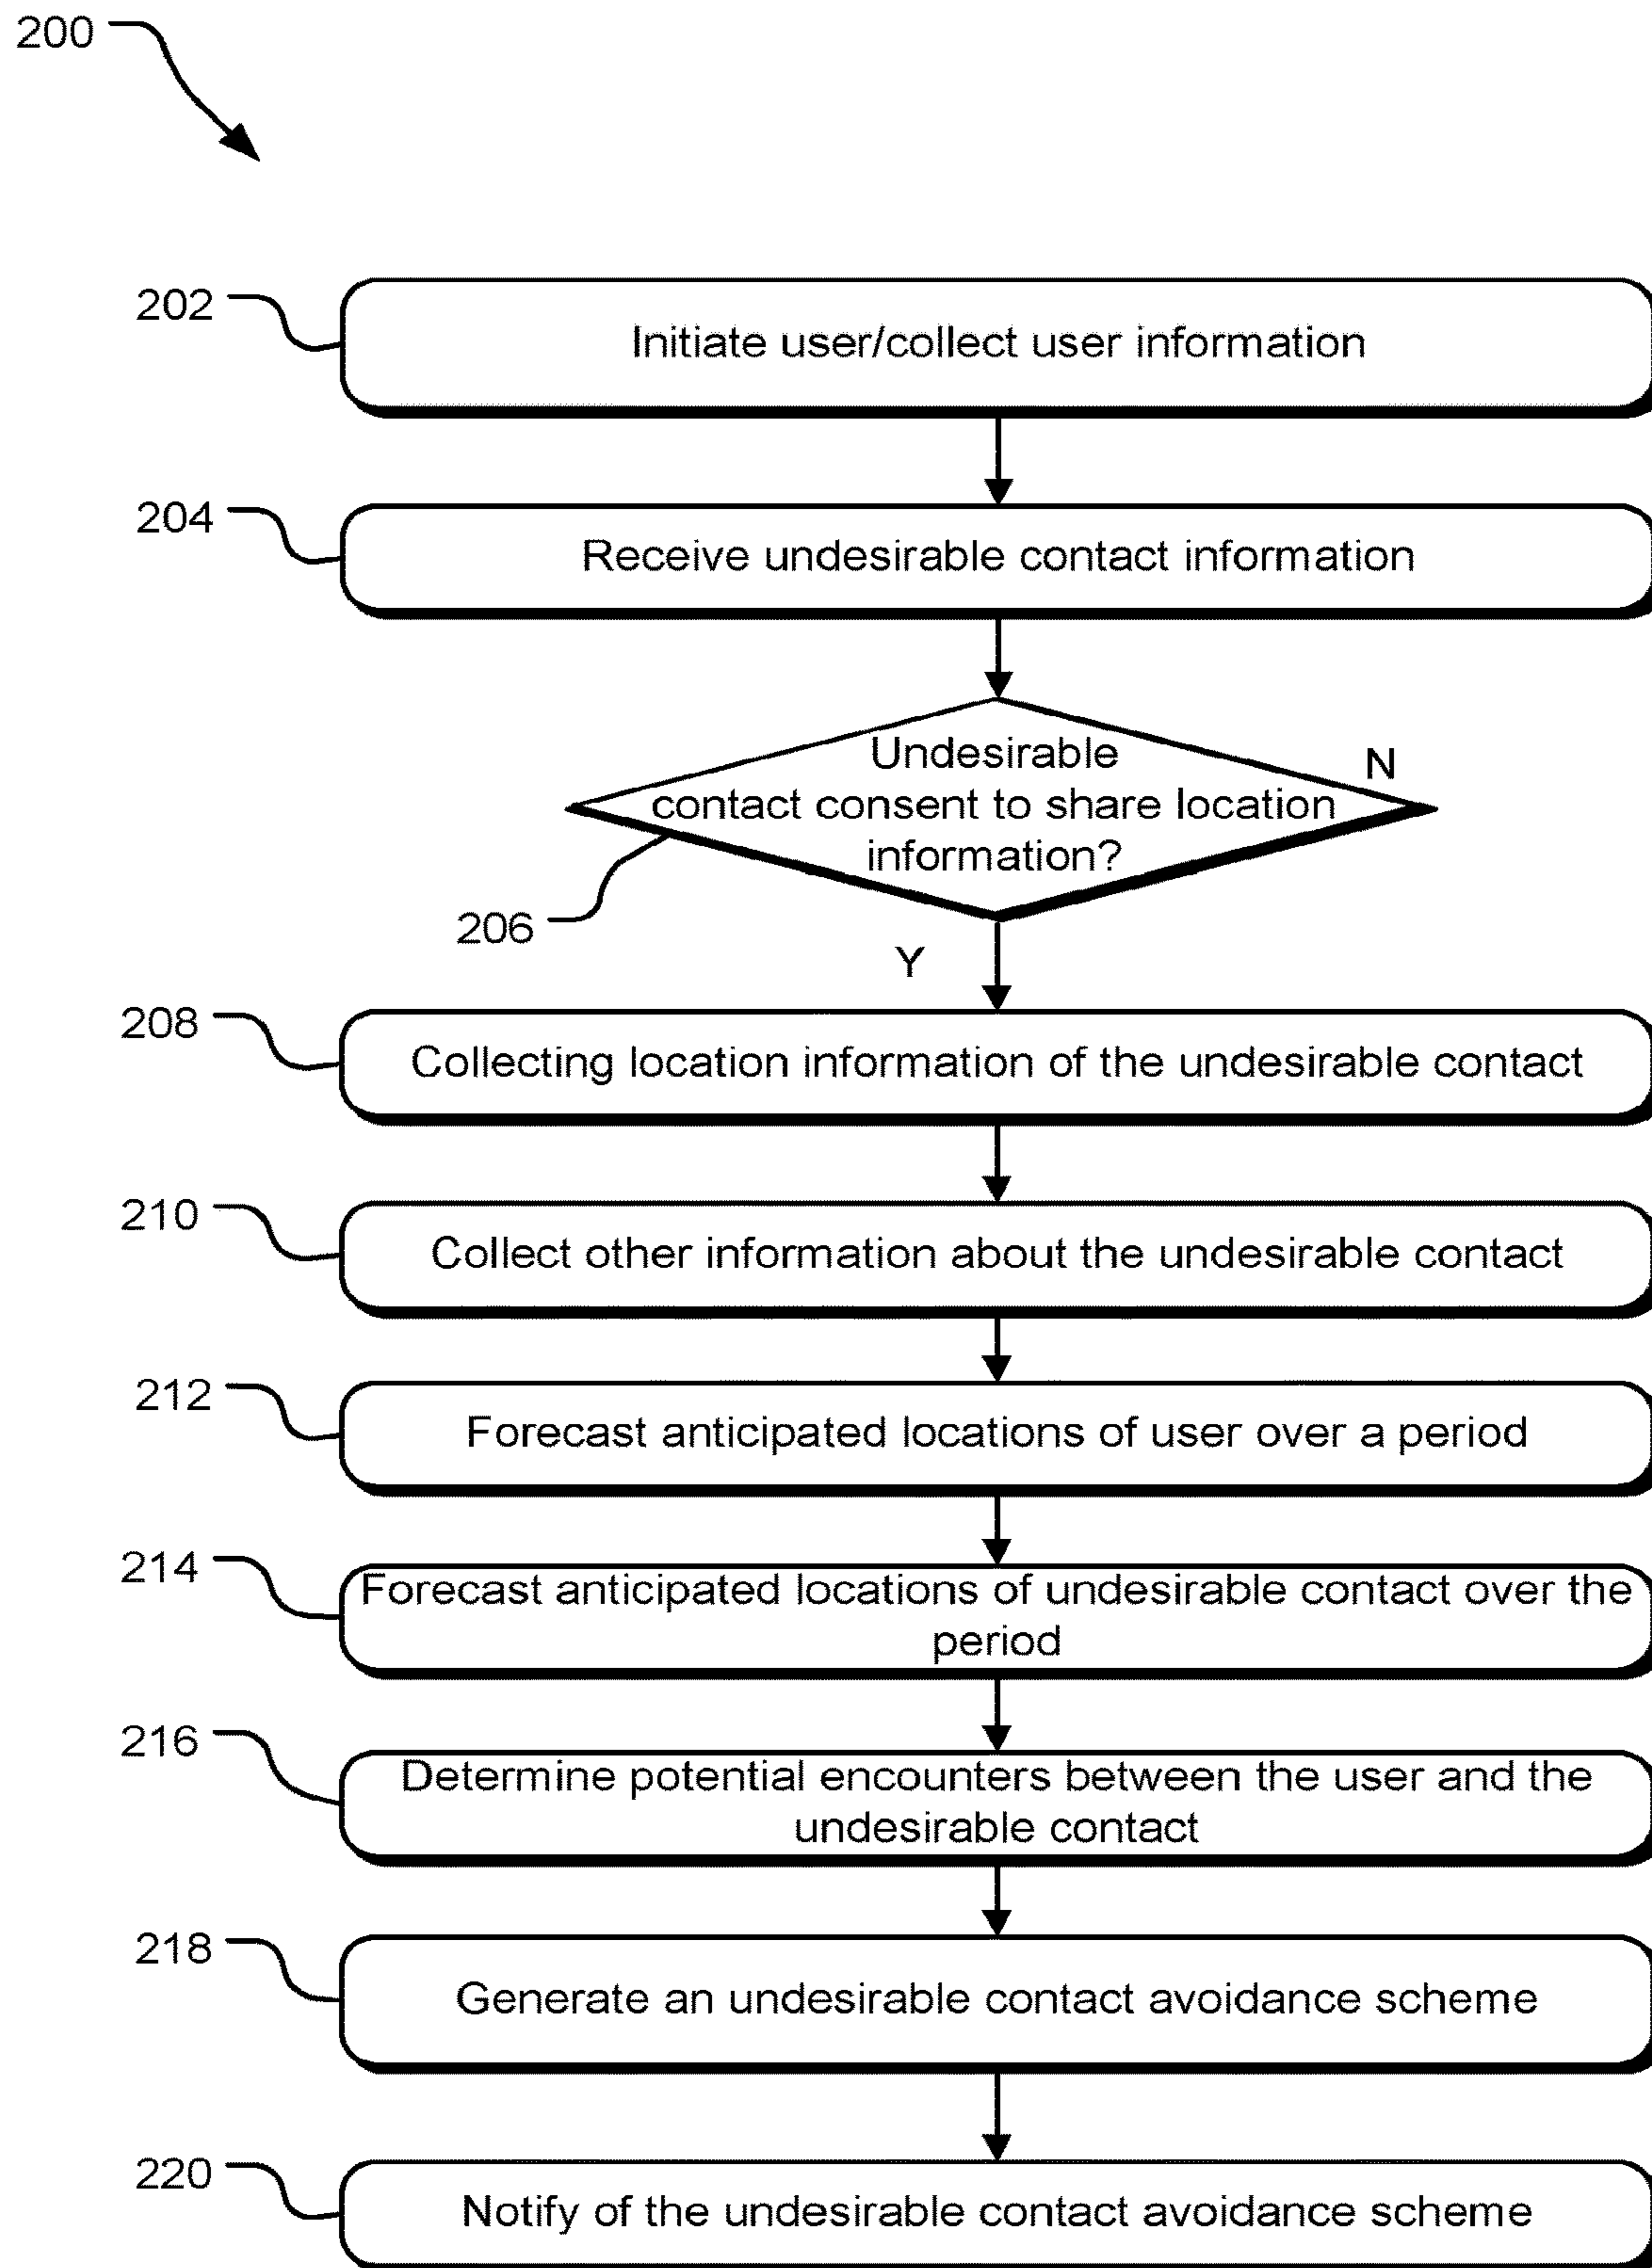 200
202
Initiate user/collect user information
204
Receive undesirable contact information
Undesirable
N
contact consent to share location
information?
206
Y
208
Collecting location information of the undesirable contact
210
Collect other information about the undesirable contact
212
Forecast anticipated locations of user over a period
214
Forecast anticipated locations of undesirable contact over the
period
216
Determine potential encounters between the user and the
undesirable contact
218
Generate an undesirable contact avoidance scheme
220
Notify of the undesirable contact avoidance scheme